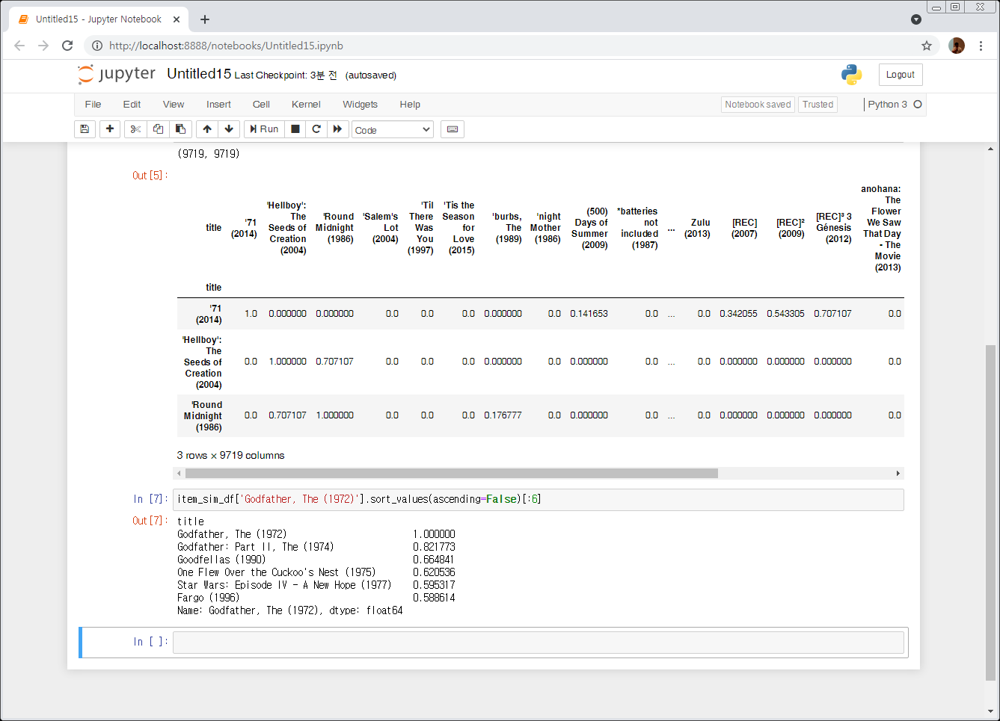 Untitled15 - Jupyter Notebook
http://localhost:8888/notebooks/Untitled15.ipynb
jupyter Untitled15 Last Checkpoint: 3분 전 (autosaved)
Logout
File Edit View Insert Cell Kernel Widgets Help
Notebook saved Trusted Python 3
Run Code
(9719, 9719)
Out[5]:
title '71 (2014) 'Hellboy': The Seeds of Creation (2004) 'Round Midnight (1986) 'Salem's Lot (2004) 'Til There Was You (1997) 'Tis the Season for Love (2015) 'burbs, The (1989) 'night Mother (1986) (500) Days of Summer (2009) *batteries not included (1987) ... Zulu (2013) [REC] (2007) [REC]² (2009) [REC]³ 3 Génesis (2012) anohana: The Flower We Saw That Day - The Movie (2013)
title
'71 (2014) 1.0 0.000000 0.000000 0.0 0.0 0.0 0.000000 0.0 0.141653 0.0 ... 0.0 0.342055 0.543305 0.707107 0.0
'Hellboy': The Seeds of Creation (2004) 0.0 1.000000 0.707107 0.0 0.0 0.0 0.000000 0.0 0.000000 0.0 ... 0.0 0.000000 0.000000 0.000000 0.0
'Round Midnight (1986) 0.0 0.707107 1.000000 0.0 0.0 0.0 0.176777 0.0 0.000000 0.0 ... 0.0 0.000000 0.000000 0.000000 0.0
3 rows × 9719 columns
In [7]: item_sim_df['Godfather, The (1972)'].sort_values(ascending=False)[:6]
Out[7]: title
Godfather, The (1972) 1.000000
Godfather: Part II, The (1974) 0.821773
Goodfellas (1990) 0.664841
One Flew Over the Cuckoo's Nest (1975) 0.620536
Star Wars: Episode IV - A New Hope (1977) 0.595317
Fargo (1996) 0.588614
Name: Godfather, The (1972), dtype: float64
In [ ]: